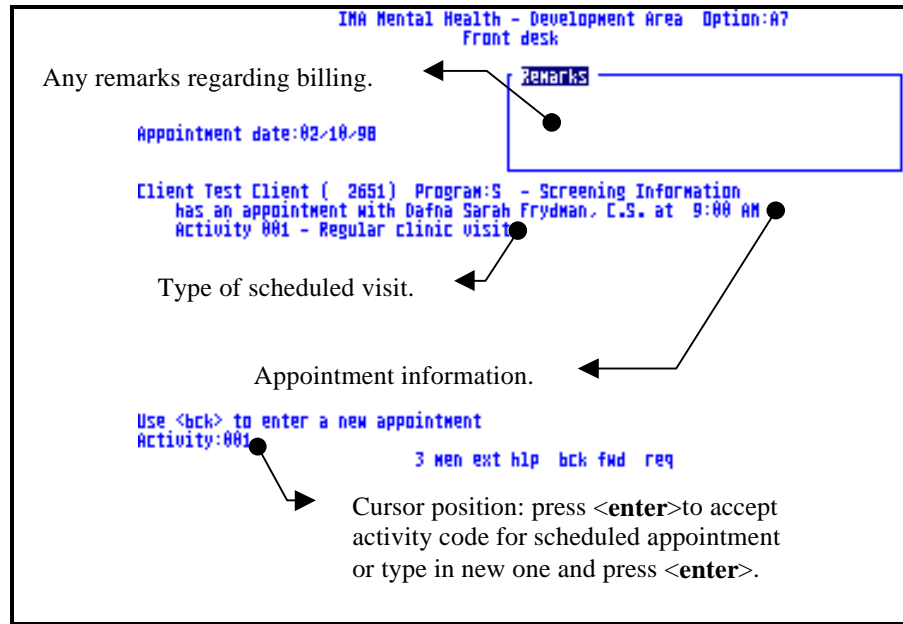 IMA Mental Health - Development Area Option:A7
Front desk
Any remarks regarding billing.
Remarks
Appointment date:02/10/98
Client Test Client ( 2651) Program:S - Screening Information
has an appointment with Dafna Sarah Frydman, C.S. at 9:00 AM
Activity 001 - Regular clinic visit
Type of scheduled visit.
Appointment information.
Use <bck> to enter a new appointment
Activity:001
3 men ext hlp bck fwd req
Cursor position: press <enter>to accept
activity code for scheduled appointment
or type in new one and press <enter>.